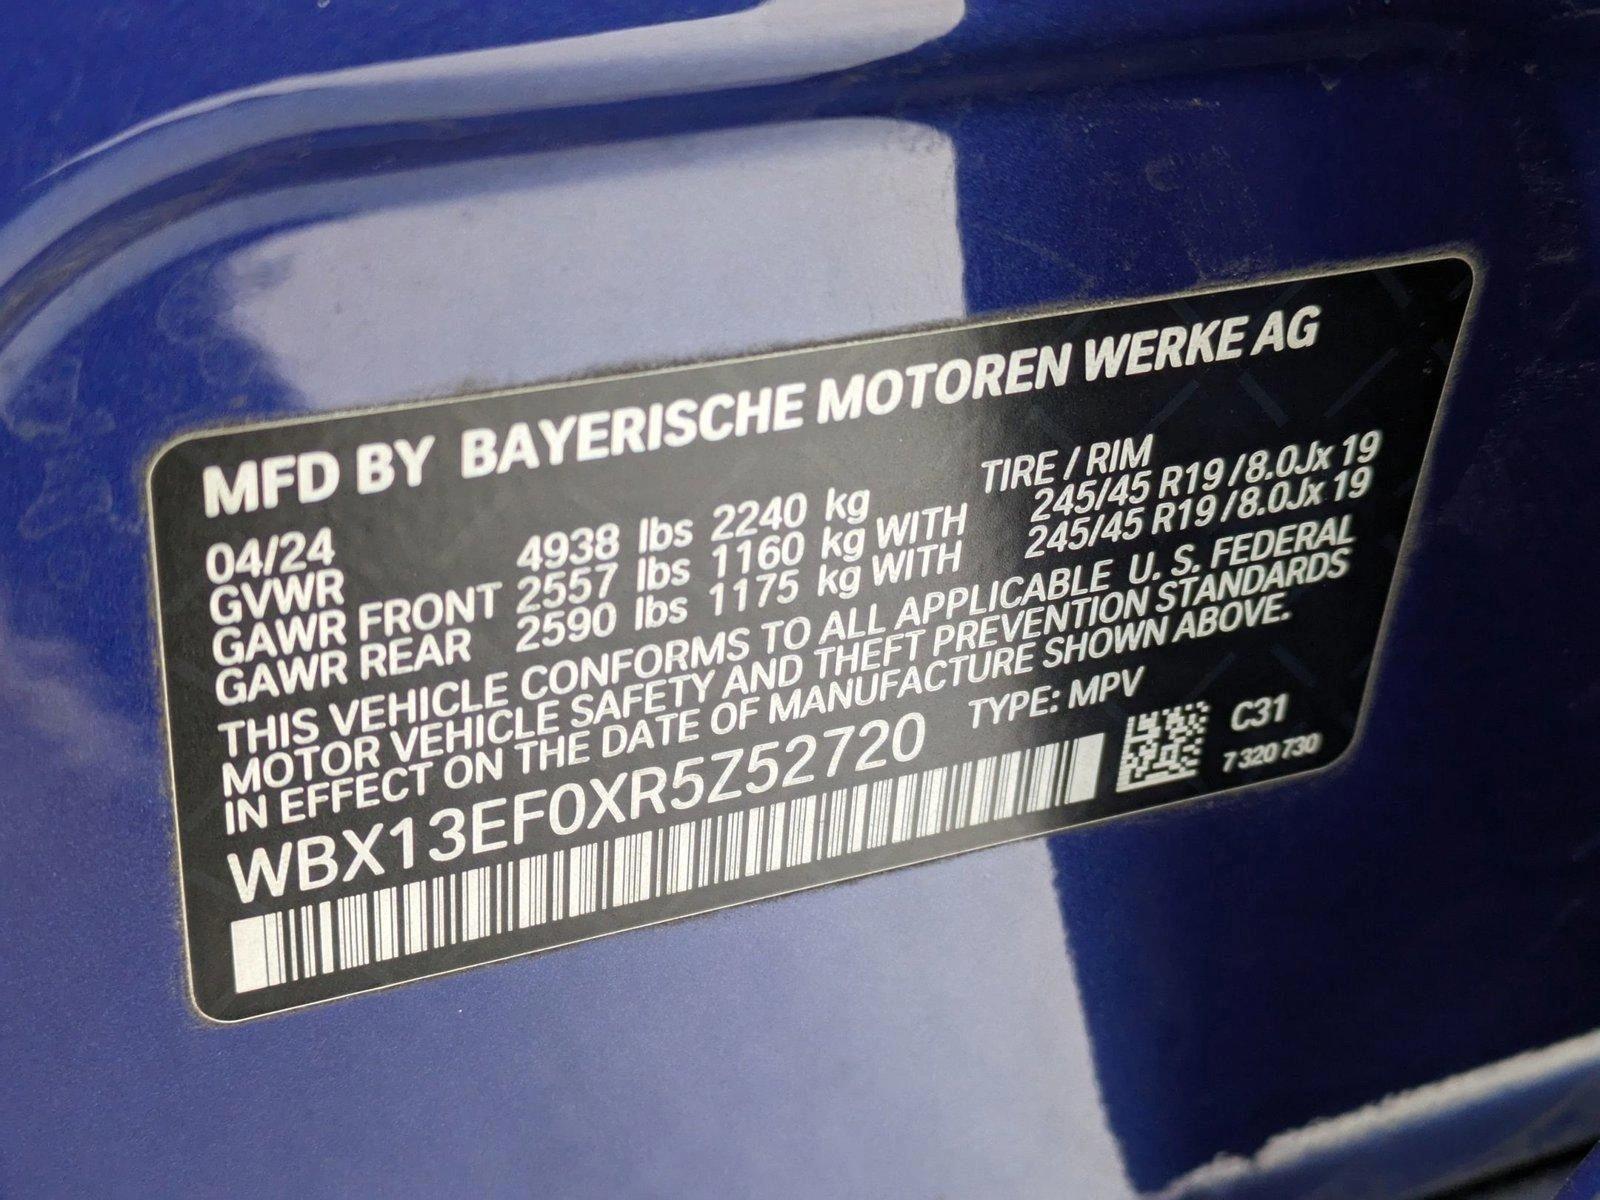 MFD BY BAYERISCHE MOTOREN WERKE AG
04/24 TIRE / RIM
GVWR 4938 lbs 2240 kg
GAWR FRONT 2557 lbs 1160 kg WITH 245/45 R19 /8.0Jx 19
GAWR REAR 2590 lbs 1175 kg WITH 245/45 R19 /8.0Jx 19
THIS VEHICLE CONFORMS TO ALL APPLICABLE U. S. FEDERAL
MOTOR VEHICLE SAFETY AND THEFT PREVENTION STANDARDS
IN EFFECT ON THE DATE OF MANUFACTURE SHOWN ABOVE.
WBX13EF0XR5Z52720 TYPE: MPV
C31
7 320 730